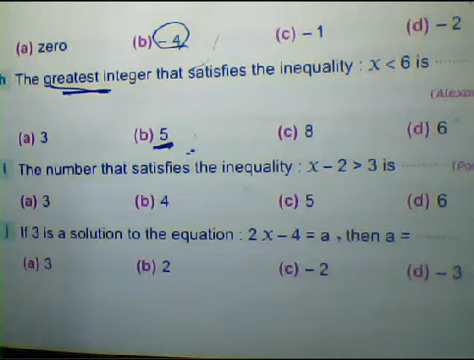 (a) zero (b) – 4 (c) – 1 (d) – 2
h The greatest integer that satisfies the inequality : x < 6 is ........
(a) 3 (b) 5 (c) 8 (d) 6
i The number that satisfies the inequality : x – 2 > 3 is ........
(a) 3 (b) 4 (c) 5 (d) 6
j If 3 is a solution to the equation : 2 x – 4 = a , then a = ........
(a) 3 (b) 2 (c) – 2 (d) – 3